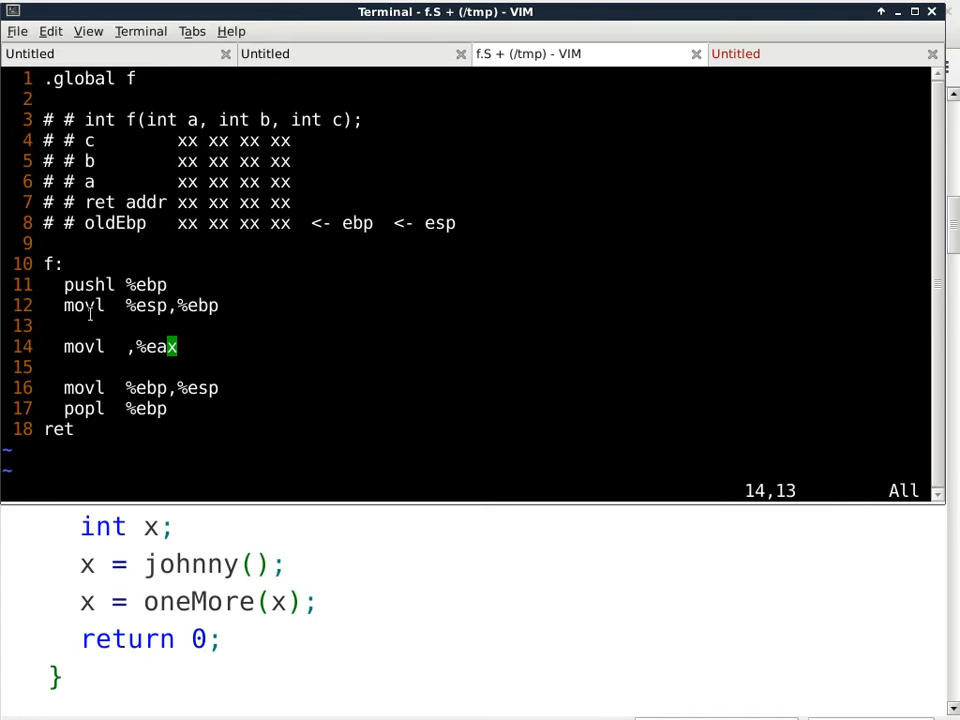 Terminal - f.S + (/tmp) - VIM
File Edit View Terminal Tabs Help
Untitled Untitled f.S + (/tmp) - VIM Untitled
1 .global f
2
3 # # int f(int a, int b, int c);
4 # # c xx xx xx xx
5 # # b xx xx xx xx
6 # # a xx xx xx xx
7 # # ret addr xx xx xx xx
8 # # oldEbp xx xx xx xx <- ebp <- esp
9
10 f:
11 pushl %ebp
12 movl %esp,%ebp
13
14 movl ,%eax
15
16 movl %ebp,%esp
17 popl %ebp
18 ret
~
~
14,13 All
int x;
x = johnny();
x = oneMore(x);
return 0;
}